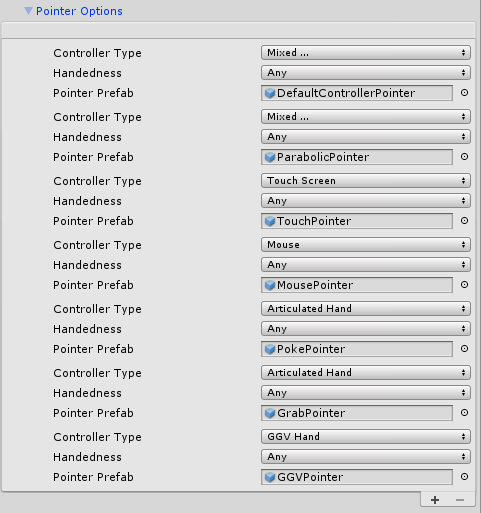 Pointer Options
Controller Type Mixed ...
Handedness Any
Pointer Prefab DefaultControllerPointer
Controller Type Mixed ...
Handedness Any
Pointer Prefab ParabolicPointer
Controller Type Touch Screen
Handedness Any
Pointer Prefab TouchPointer
Controller Type Mouse
Handedness Any
Pointer Prefab MousePointer
Controller Type Articulated Hand
Handedness Any
Pointer Prefab PokePointer
Controller Type Articulated Hand
Handedness Any
Pointer Prefab GrabPointer
Controller Type GGV Hand
Handedness Any
Pointer Prefab GGVPointer
+ −